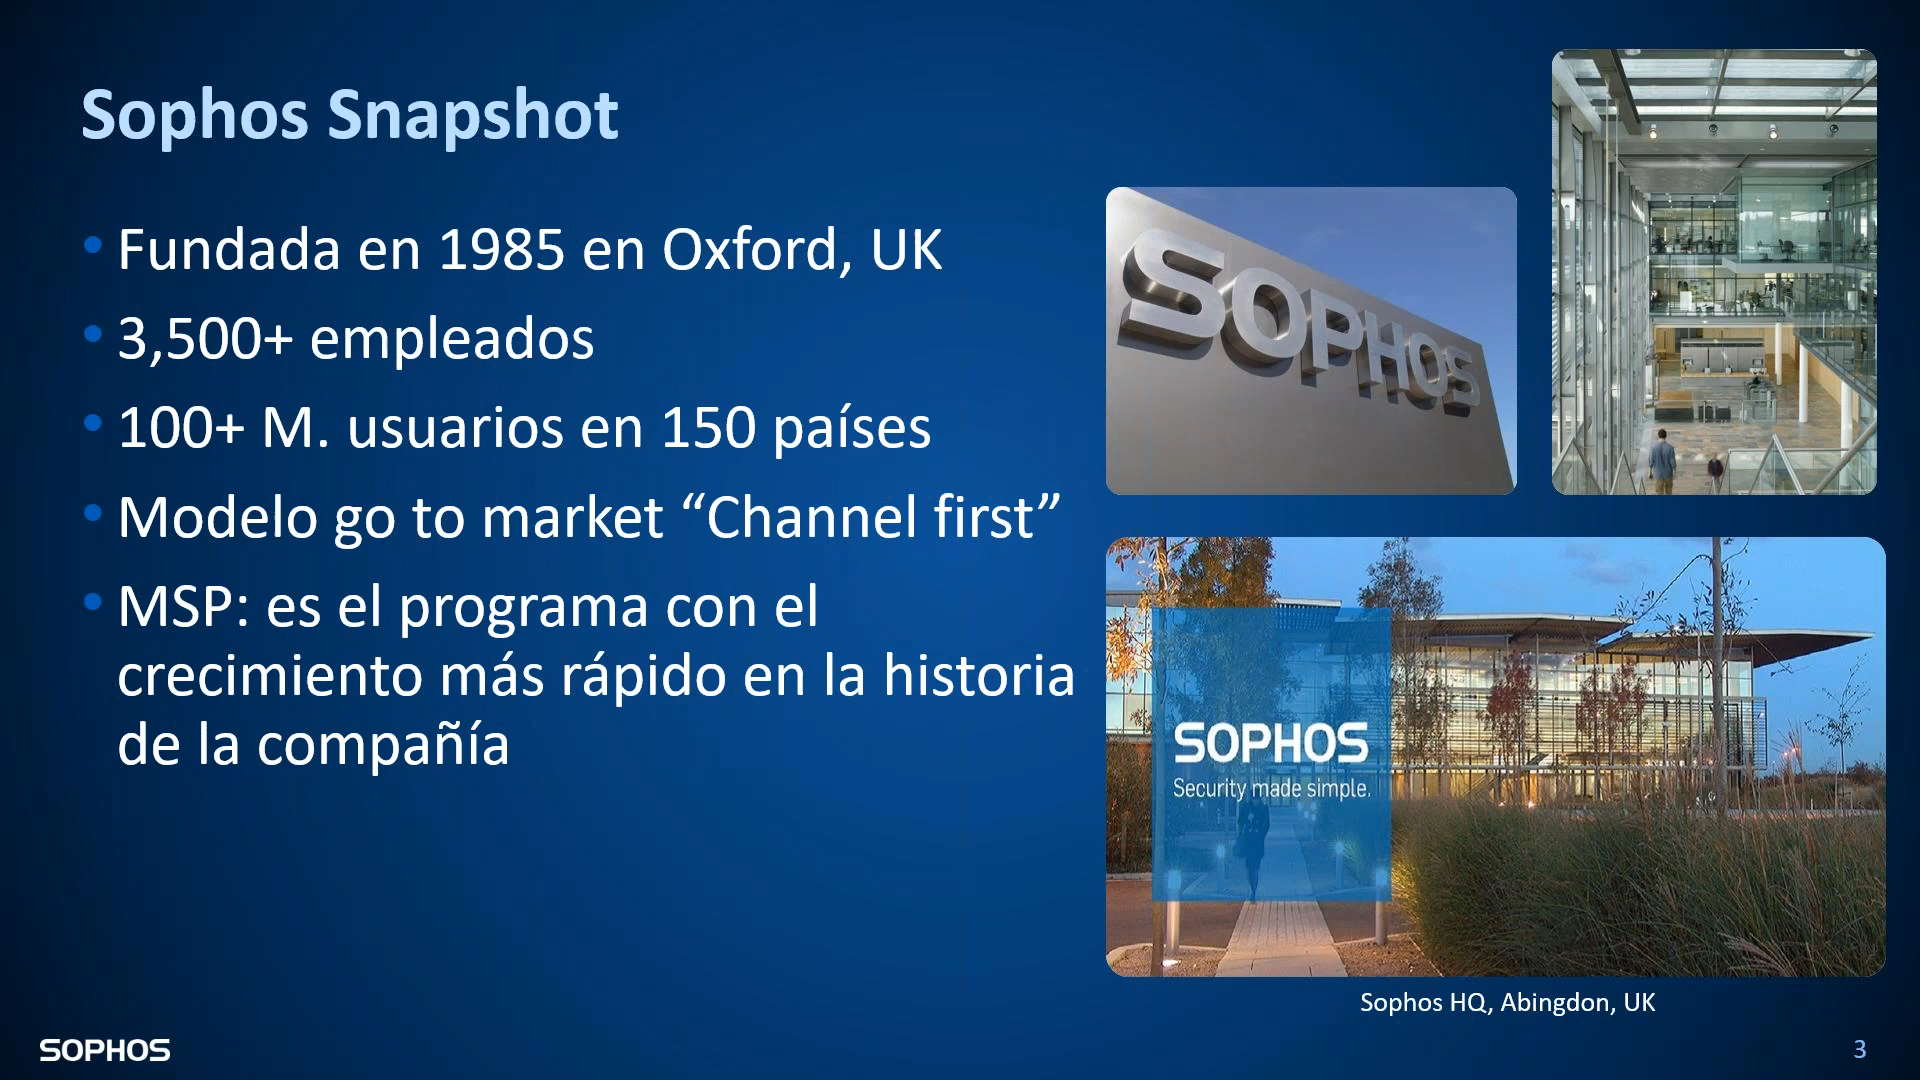 Sophos Snapshot
• Fundada en 1985 en Oxford, UK
• 3,500+ empleados
• 100+ M. usuarios en 150 países
• Modelo go to market “Channel first”
• MSP: es el programa con el
crecimiento más rápido en la historia
de la compañía
SOPHOS
SOPHOS
Security made simple.
Sophos HQ, Abingdon, UK
SOPHOS
3